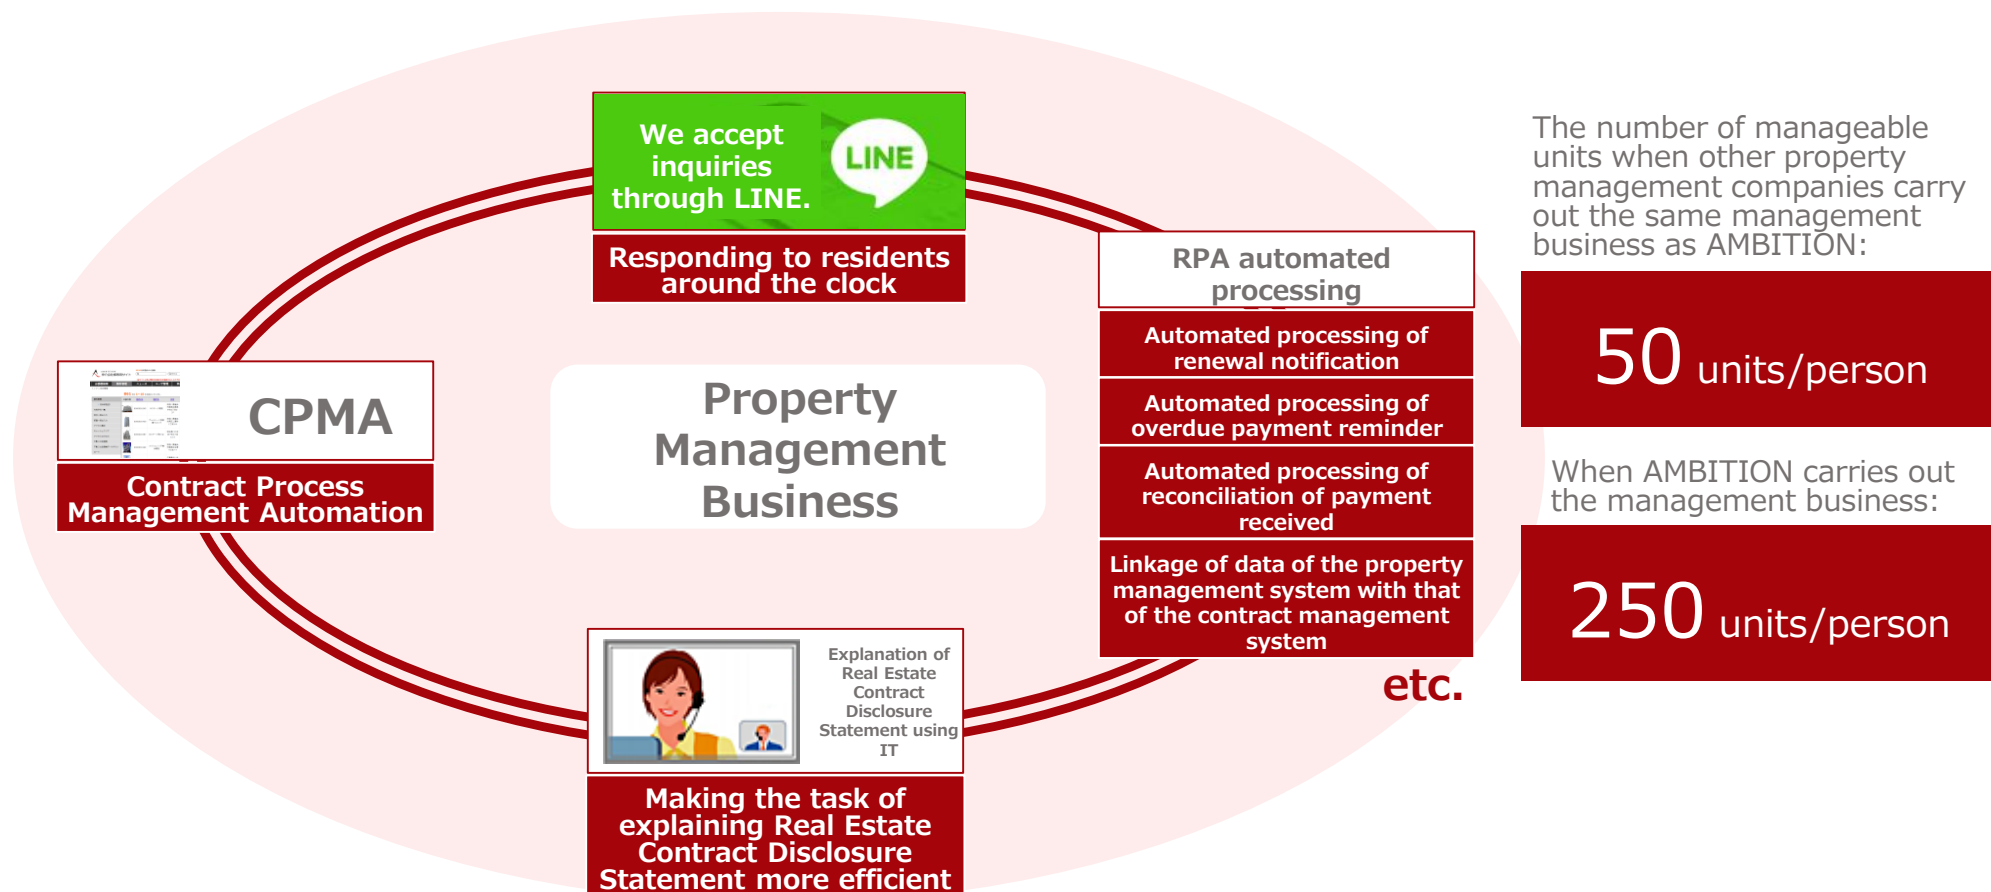 We accept
inquiries
through LINE.
LINE
Responding to residents
around the clock
RPA automated
processing
Automated processing of
renewal notification
Automated processing of
overdue payment reminder
Automated processing of
reconciliation of payment
received
Linkage of data of the property
management system with that
of the contract management
system
etc.
CPMA
Contract Process
Management Automation
Property
Management
Business
Explanation of
Real Estate
Contract
Disclosure
Statement using
IT
Making the task of
explaining Real Estate
Contract Disclosure
Statement more efficient
The number of manageable
units when other property
management companies carry
out the same management
business as AMBITION:
50 units/person
When AMBITION carries out
the management business:
250 units/person